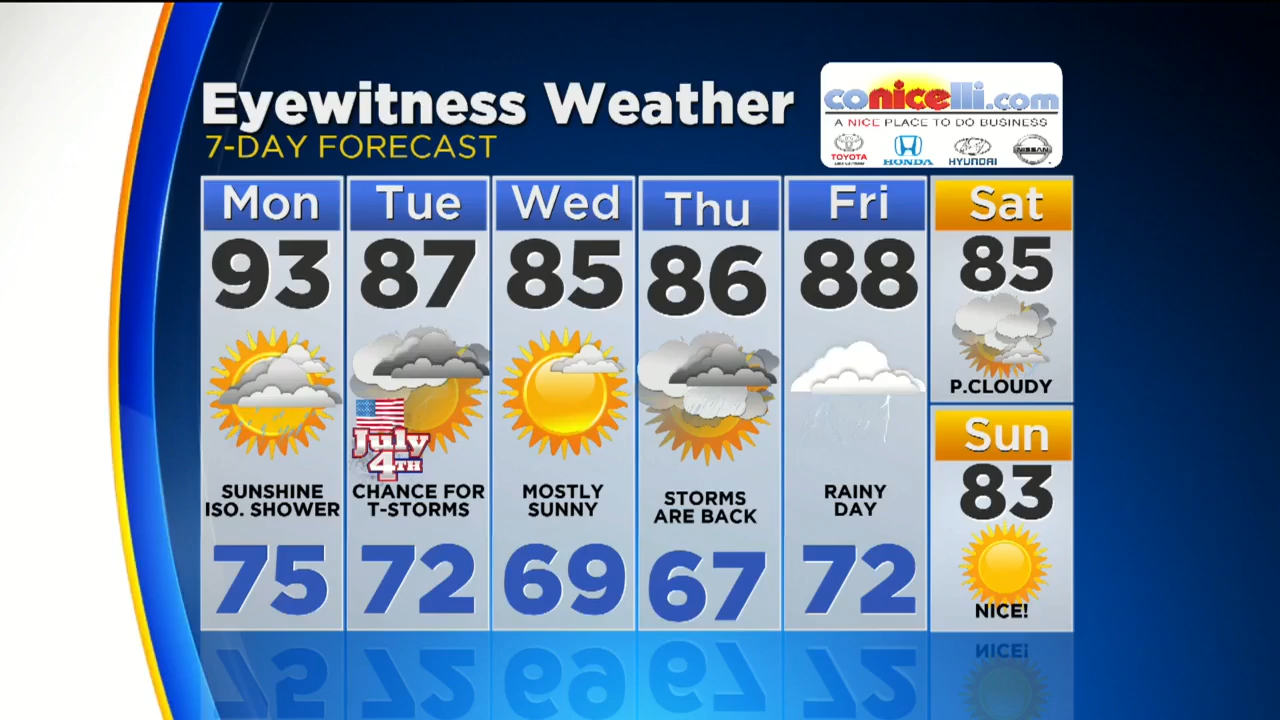 Eyewitness Weather
7-DAY FORECAST
conicelli.com
A NICE PLACE TO DO BUSINESS
TOYOTA
HONDA
HYUNDAI
NISSAN
Mon
93
SUNSHINE
ISO. SHOWER
75
Tue
87
July
4TH
CHANCE FOR
T-STORMS
72
Wed
85
MOSTLY
SUNNY
69
Thu
86
STORMS
ARE BACK
67
Fri
88
RAINY
DAY
72
Sat
85
P.CLOUDY
Sun
83
NICE!